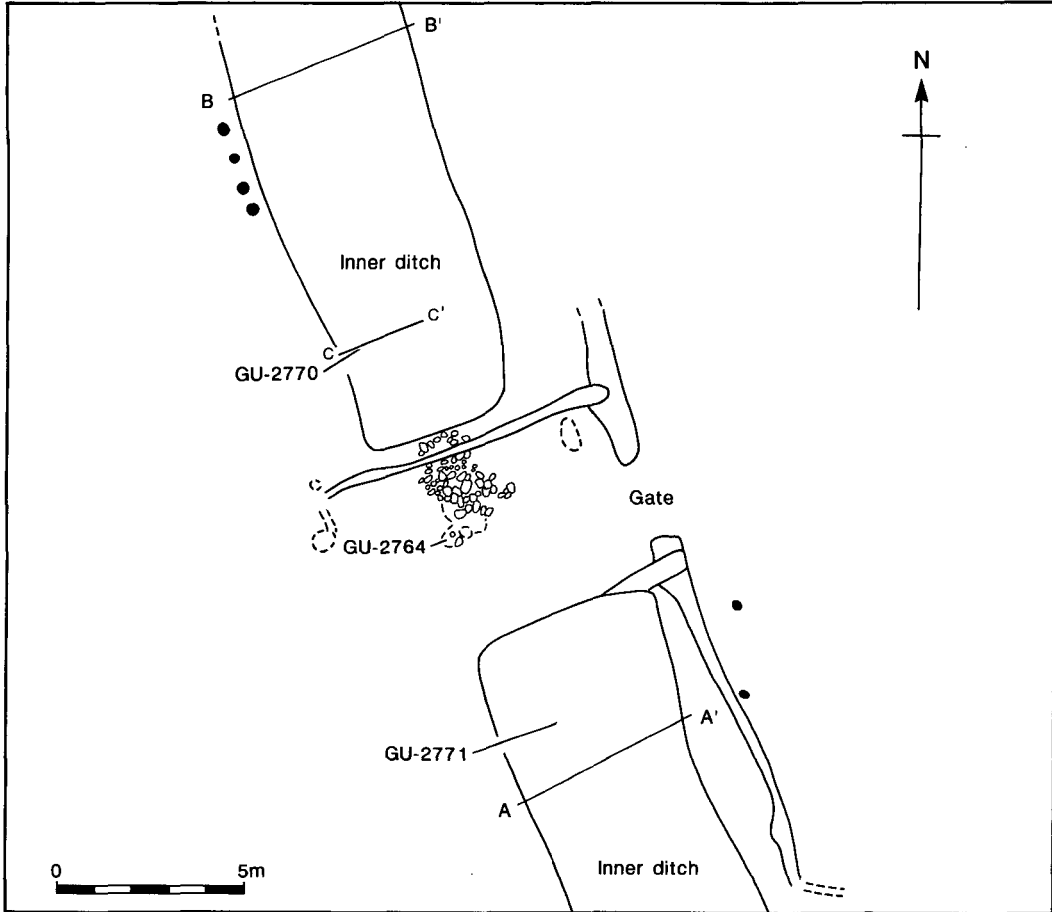 B'
N
B
Inner ditch
C'
C
GU-2770
Gate
GU-2764
A'
GU-2771
A
0 5m
Inner ditch